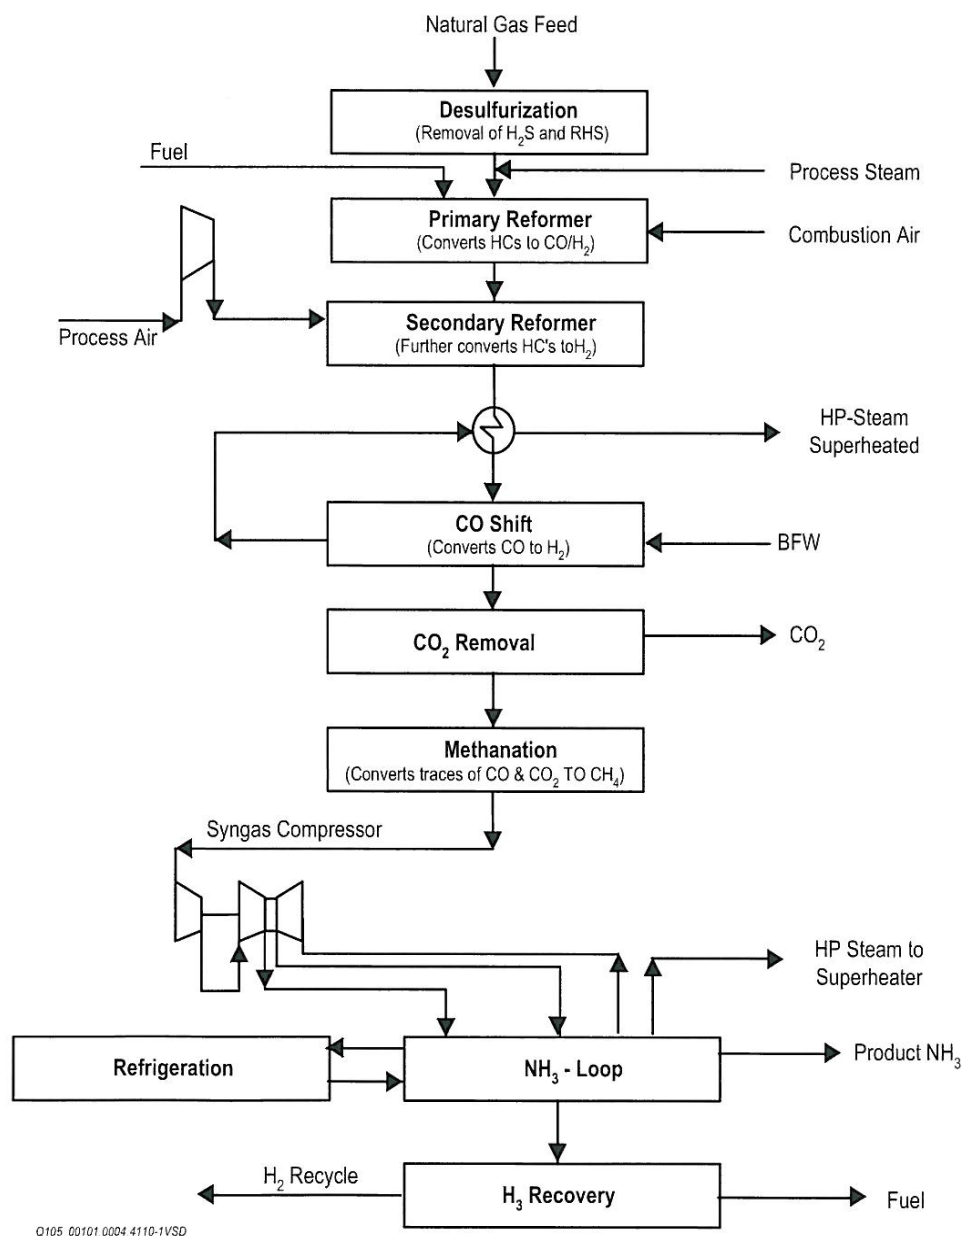 Natural Gas Feed
Desulfurization
(Removal of H₂S and RHS)
Fuel
Process Steam
Primary Reformer
(Converts HCs to CO/H₂)
Combustion Air
Process Air
Secondary Reformer
(Further converts HC's toH₂)
HP-Steam
Superheated
CO Shift
(Converts CO to H₂)
BFW
CO₂ Removal
CO₂
Methanation
(Converts traces of CO & CO₂ TO CH₄)
Syngas Compressor
HP Steam to
Superheater
Refrigeration
NH₃ - Loop
Product NH₃
H₂ Recycle
H₃ Recovery
Fuel
Q105_00101.0004.4110-1VSD